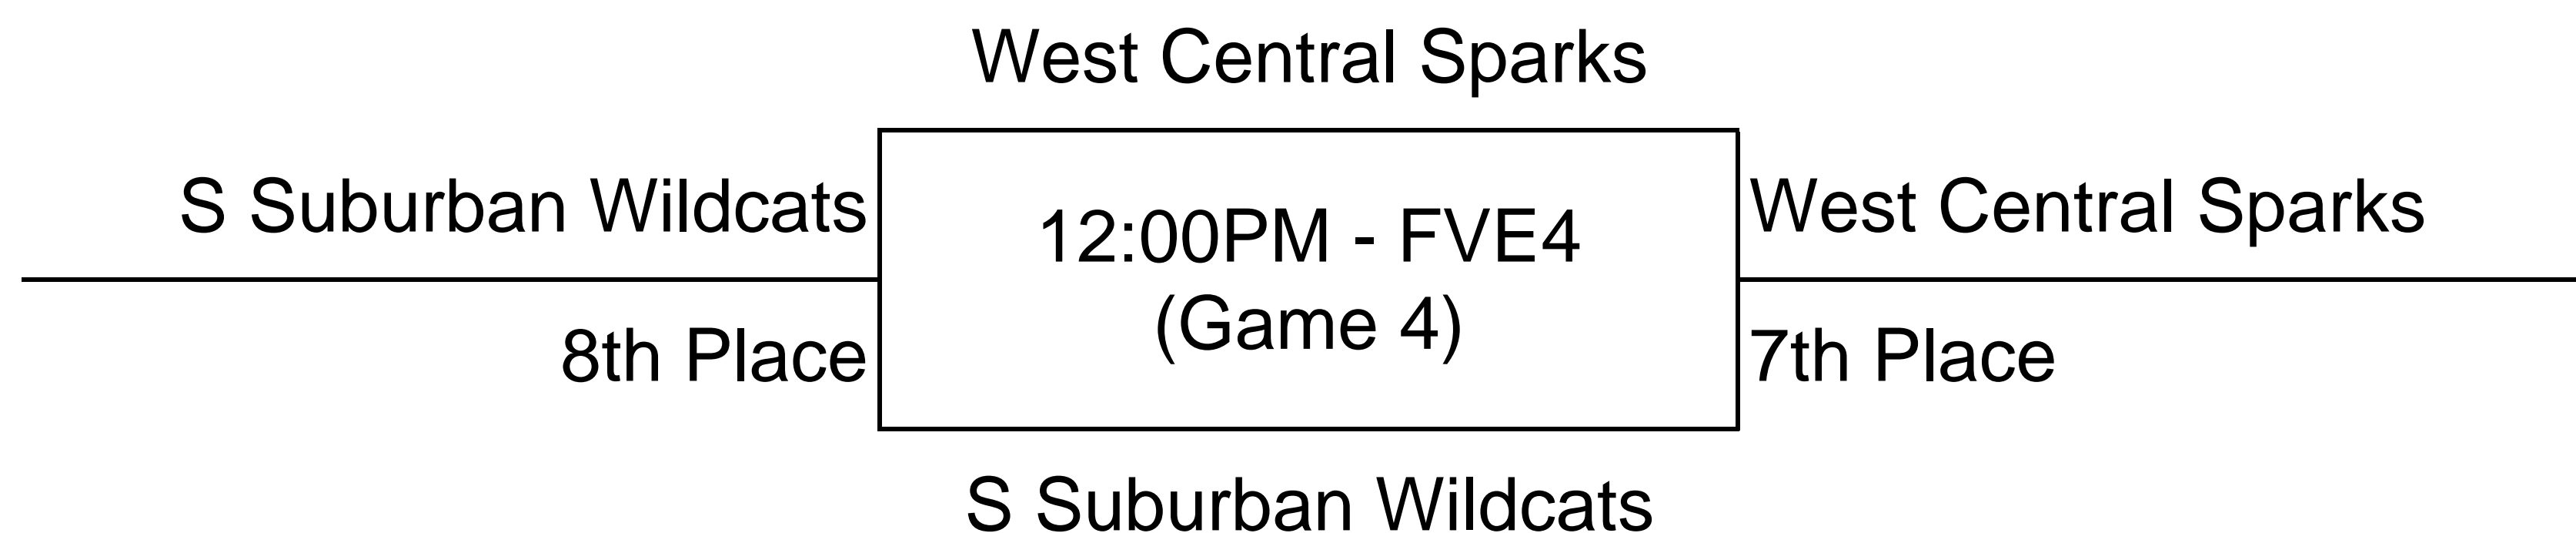 West Central Sparks
S Suburban Wildcats
West Central Sparks
12:00PM - FVE4
(Game 4)
8th Place
7th Place
S Suburban Wildcats